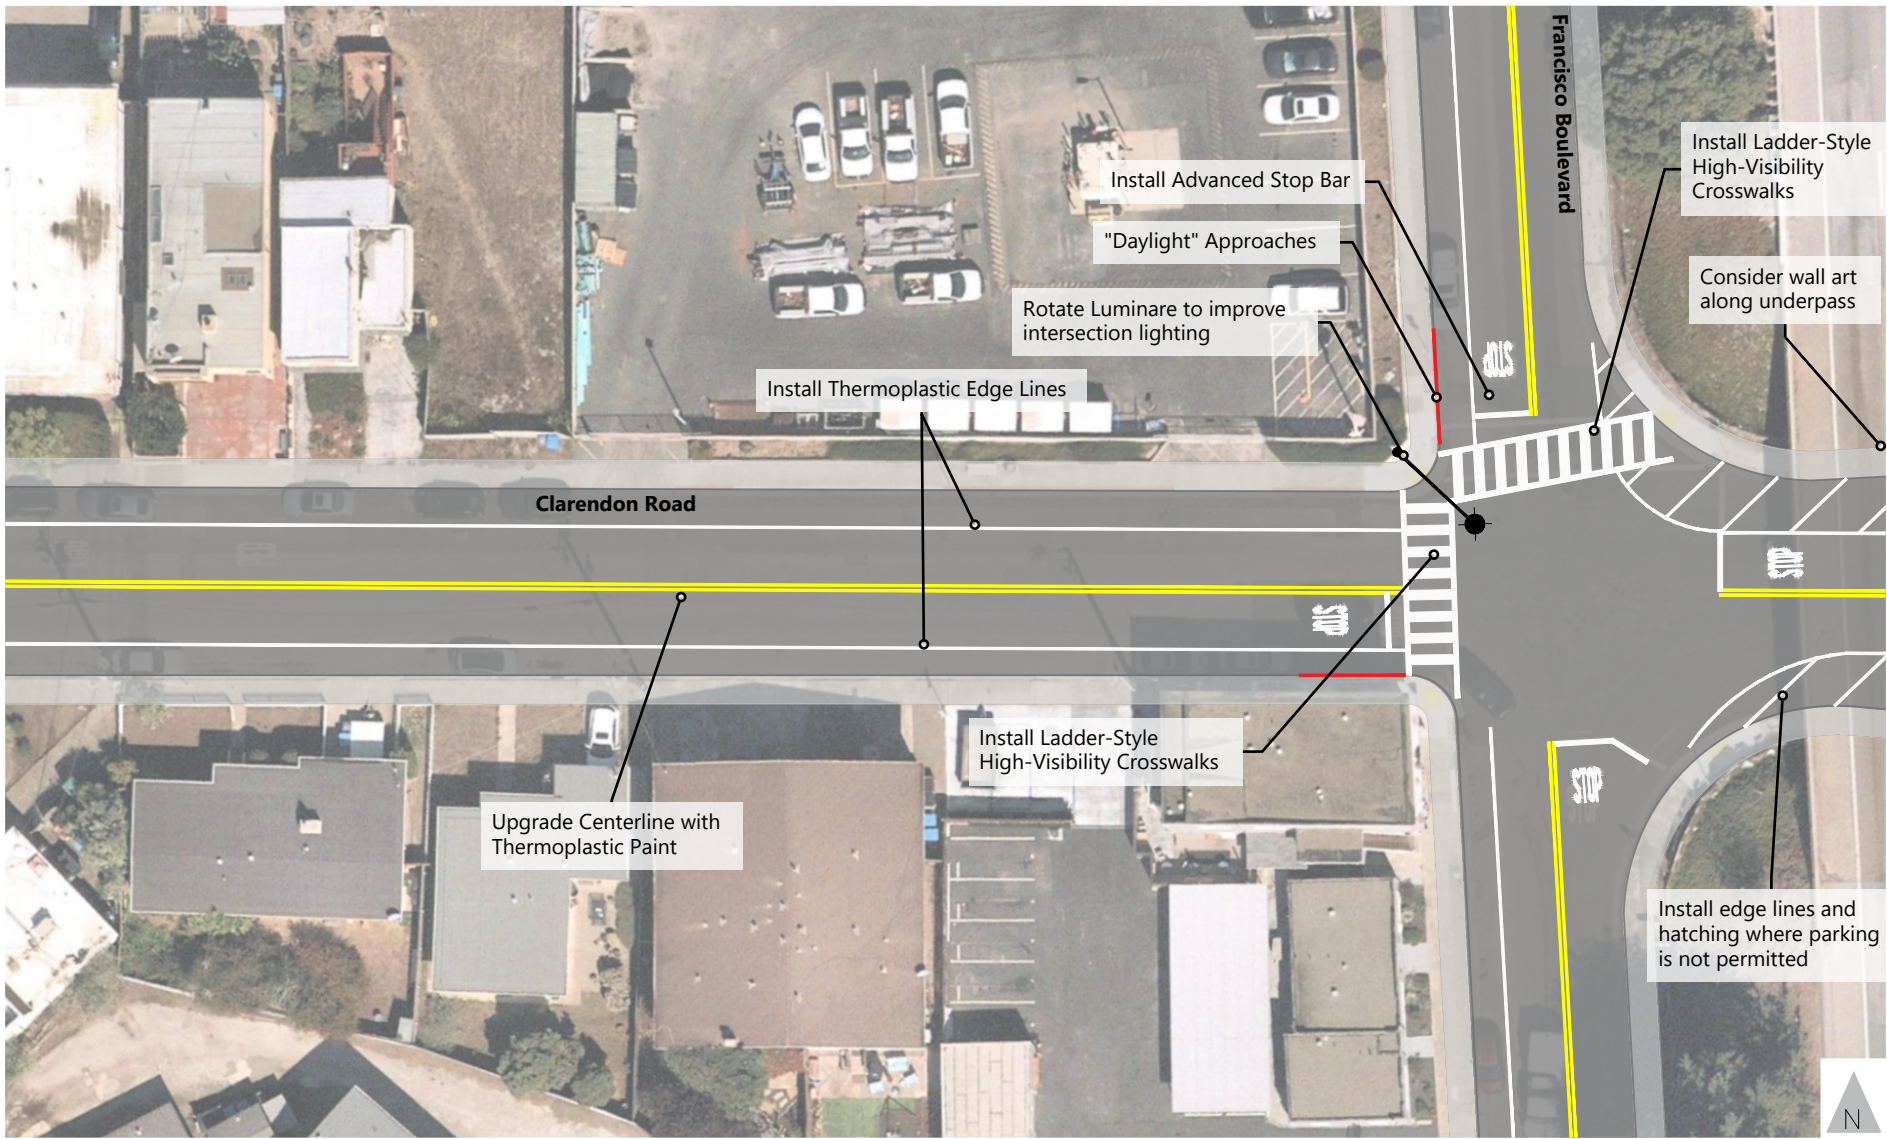 Francisco Boulevard
Install Ladder-Style
High-Visibility
Crosswalks
Install Advanced Stop Bar
"Daylight" Approaches
Consider wall art
along underpass
Rotate Luminare to improve
intersection lighting
STOP
Install Thermoplastic Edge Lines
Clarendon Road
STOP
STOP
Install Ladder-Style
High-Visibility Crosswalks
STOP
Upgrade Centerline with
Thermoplastic Paint
Install edge lines and
hatching where parking
is not permitted
N